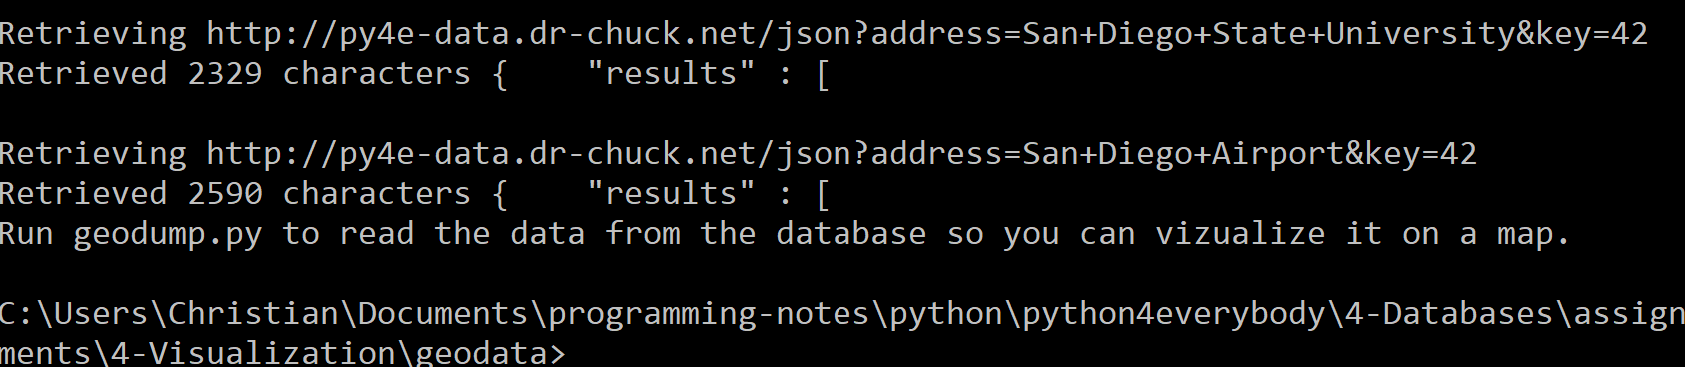 Retrieving http://py4e-data.dr-chuck.net/json?address=San+Diego+State+University&key=42
Retrieved 2329 characters {    "results" : [
Retrieving http://py4e-data.dr-chuck.net/json?address=San+Diego+Airport&key=42
Retrieved 2590 characters {    "results" : [
Run geodump.py to read the data from the database so you can vizualize it on a map.
C:\Users\Christian\Documents\programming-notes\python\python4everybody\4-Databases\assign
ments\4-Visualization\geodata>